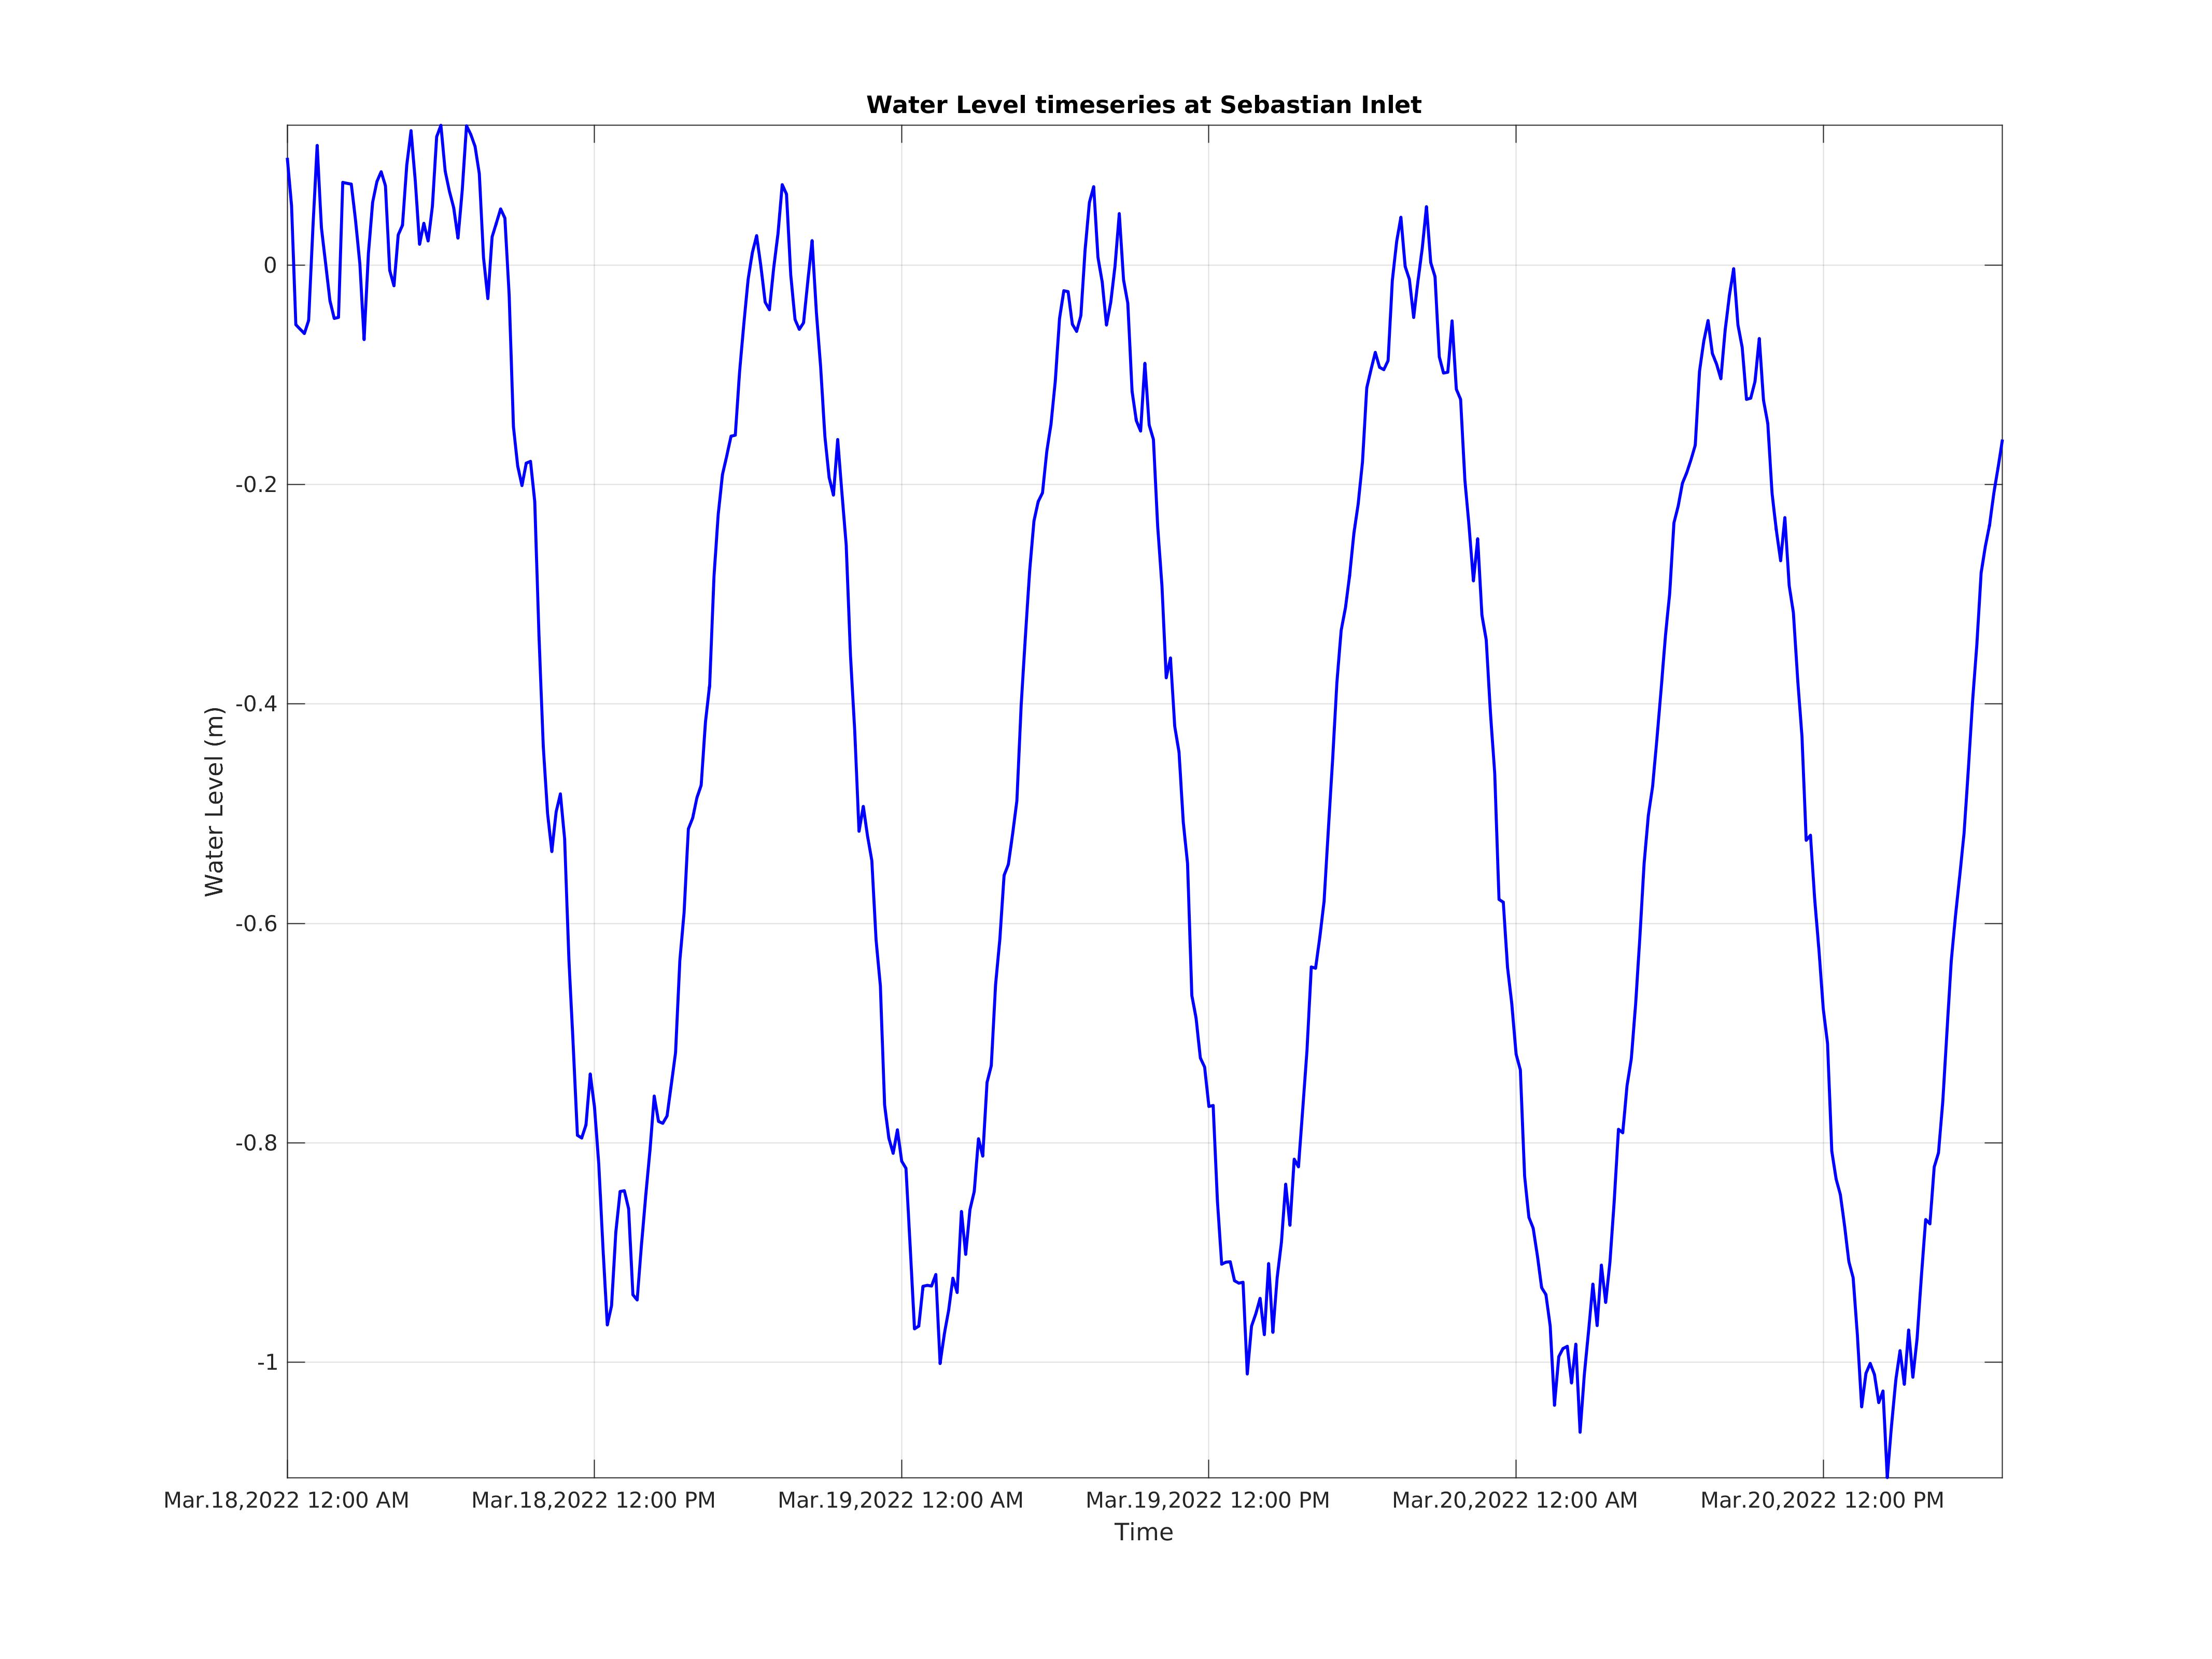 Water Level timeseries at Sebastian Inlet
Water Level (m)
0
-0.2
-0.4
-0.6
-0.8
-1
Mar.18,2022 12:00 AM
Mar.18,2022 12:00 PM
Mar.19,2022 12:00 AM
Mar.19,2022 12:00 PM
Mar.20,2022 12:00 AM
Mar.20,2022 12:00 PM
Time